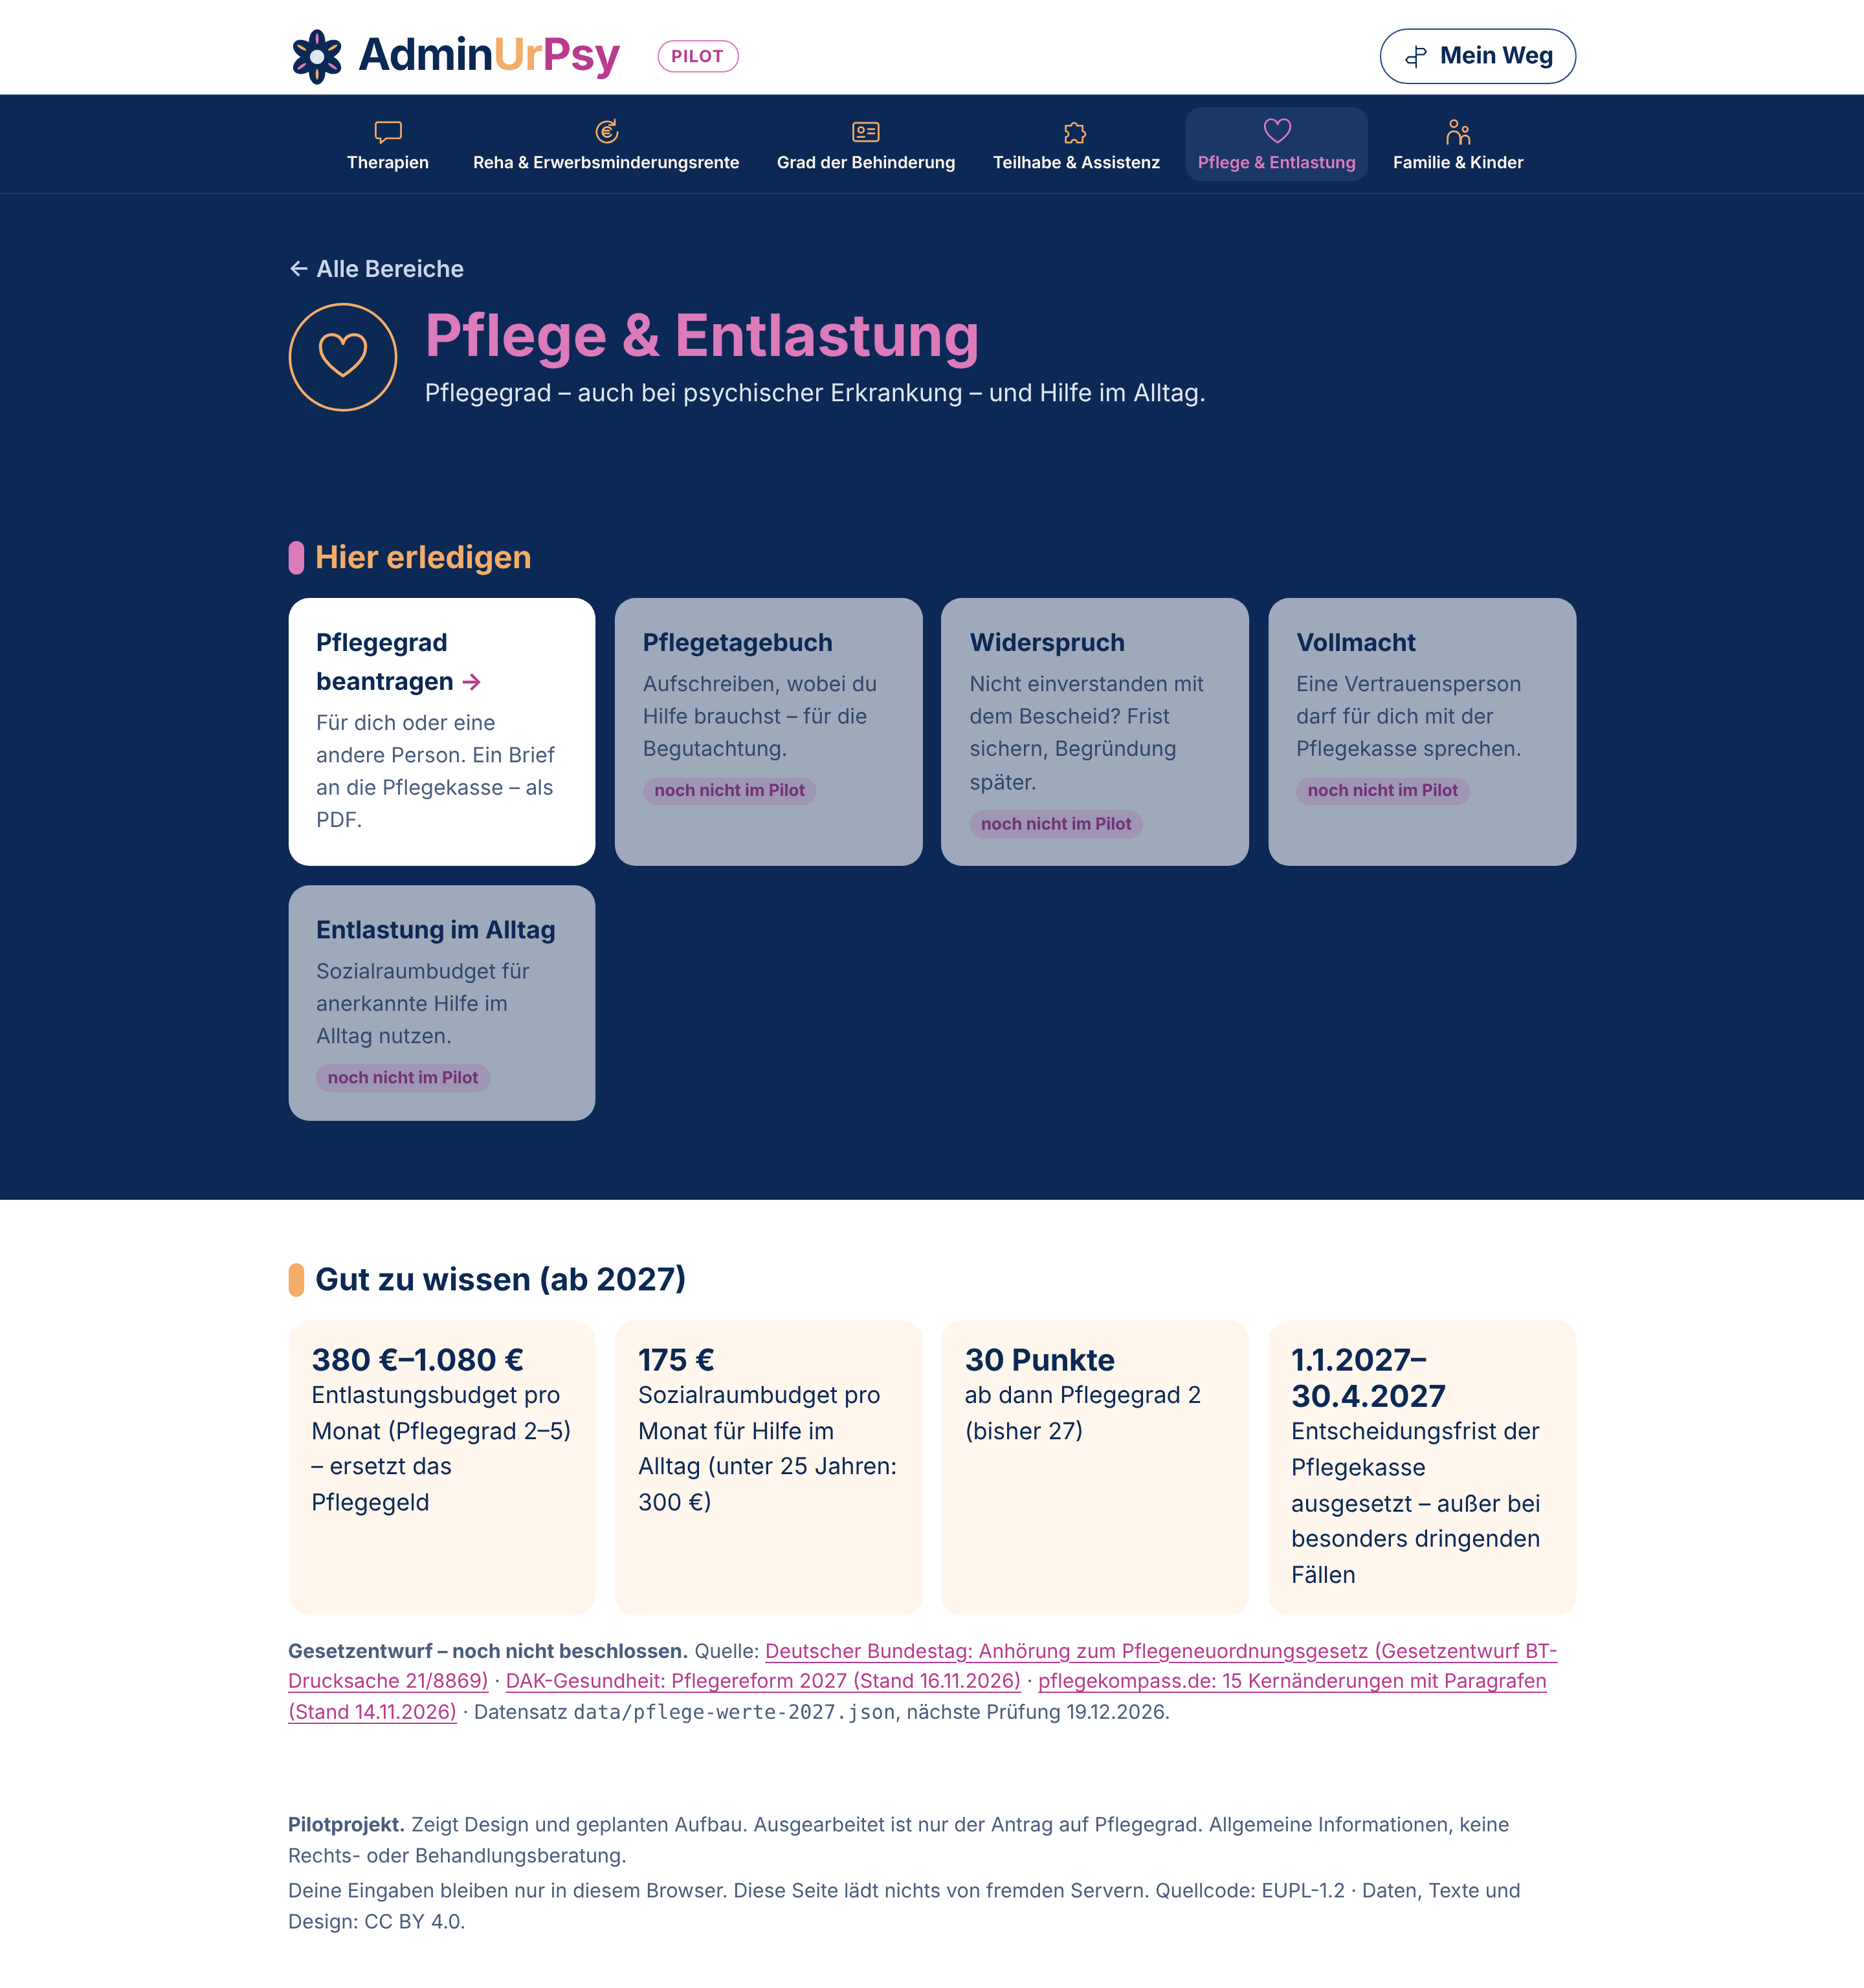 AdminUrPsy
PILOT
Mein Weg
Therapien
Reha & Erwerbsminderungsrente
Grad der Behinderung
Teilhabe & Assistenz
Pflege & Entlastung
Familie & Kinder
← Alle Bereiche
Pflege & Entlastung
Pflegegrad – auch bei psychischer Erkrankung – und Hilfe im Alltag.
Hier erledigen
Pflegegrad
beantragen →
Für dich oder eine
andere Person. Ein Brief
an die Pflegekasse – als
PDF.
Pflegetagebuch
Aufschreiben, wobei du
Hilfe brauchst – für die
Begutachtung.
noch nicht im Pilot
Widerspruch
Nicht einverstanden mit
dem Bescheid? Frist
sichern, Begründung
später.
noch nicht im Pilot
Vollmacht
Eine Vertrauensperson
darf für dich mit der
Pflegekasse sprechen.
noch nicht im Pilot
Entlastung im Alltag
Sozialraumbudget für
anerkannte Hilfe im
Alltag nutzen.
noch nicht im Pilot
Gut zu wissen (ab 2027)
380 €–1.080 €
Entlastungsbudget pro
Monat (Pflegegrad 2–5)
– ersetzt das
Pflegegeld
175 €
Sozialraumbudget pro
Monat für Hilfe im
Alltag (unter 25 Jahren:
300 €)
30 Punkte
ab dann Pflegegrad 2
(bisher 27)
1.1.2027–
30.4.2027
Entscheidungsfrist der
Pflegekasse
ausgesetzt – außer bei
besonders dringenden
Fällen
Gesetzentwurf – noch nicht beschlossen. Quelle: Deutscher Bundestag: Anhörung zum Pflegeneuordnungsgesetz (Gesetzentwurf BT-
Drucksache 21/8869) · DAK-Gesundheit: Pflegereform 2027 (Stand 16.11.2026) · pflegekompass.de: 15 Kernänderungen mit Paragrafen
(Stand 14.11.2026) · Datensatz data/pflege-werte-2027.json, nächste Prüfung 19.12.2026.
Pilotprojekt. Zeigt Design und geplanten Aufbau. Ausgearbeitet ist nur der Antrag auf Pflegegrad. Allgemeine Informationen, keine
Rechts- oder Behandlungsberatung.
Deine Eingaben bleiben nur in diesem Browser. Diese Seite lädt nichts von fremden Servern. Quellcode: EUPL-1.2 · Daten, Texte und
Design: CC BY 4.0.